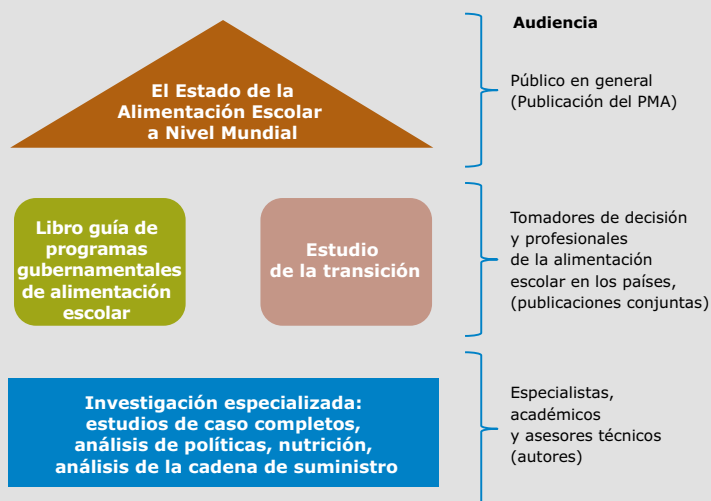 Audiencia
El Estado de la
Alimentación Escolar
a Nivel Mundial
Público en general
(Publicación del PMA)
Libro guía de
programas
gubernamentales
de alimentación
escolar
Estudio
de la transición
Tomadores de decisión
y profesionales
de la alimentación
escolar en los países,
(publicaciones conjuntas)
Investigación especializada:
estudios de caso completos,
análisis de políticas, nutrición,
análisis de la cadena de suministro
Especialistas,
académicos
y asesores técnicos
(autores)